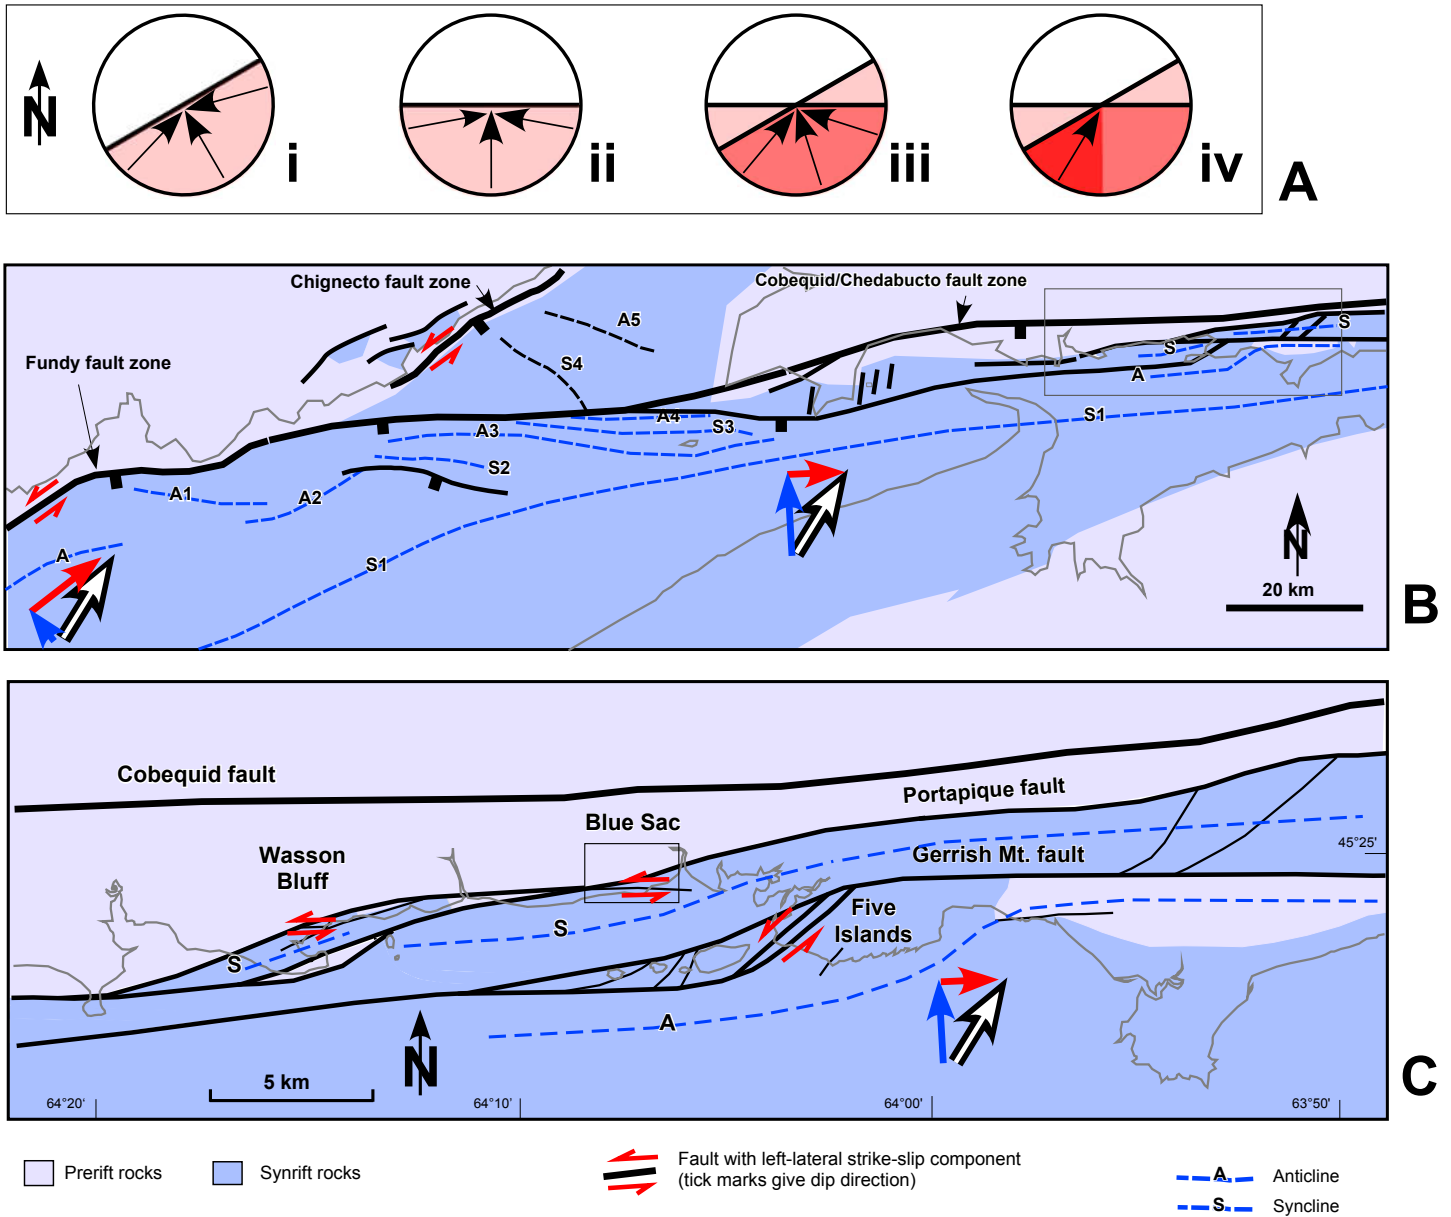 N
i
ii
iii
iv
A
Chignecto fault zone
Cobequid/Chedabucto fault zone
Fundy fault zone
A5
S4
S
S
A
A4
S3
S1
A3
S2
A1
A2
S1
A
N
20 km
B
Cobequid fault
Portapique fault
Blue Sac
Wasson
Bluff
Gerrish Mt. fault
45°25'
Five
Islands
S
S
A
N
5 km
64°20'
64°10'
64°00'
63°50'
C
Prerift rocks
Synrift rocks
Fault with left-lateral strike-slip component
(tick marks give dip direction)
A
Anticline
S
Syncline